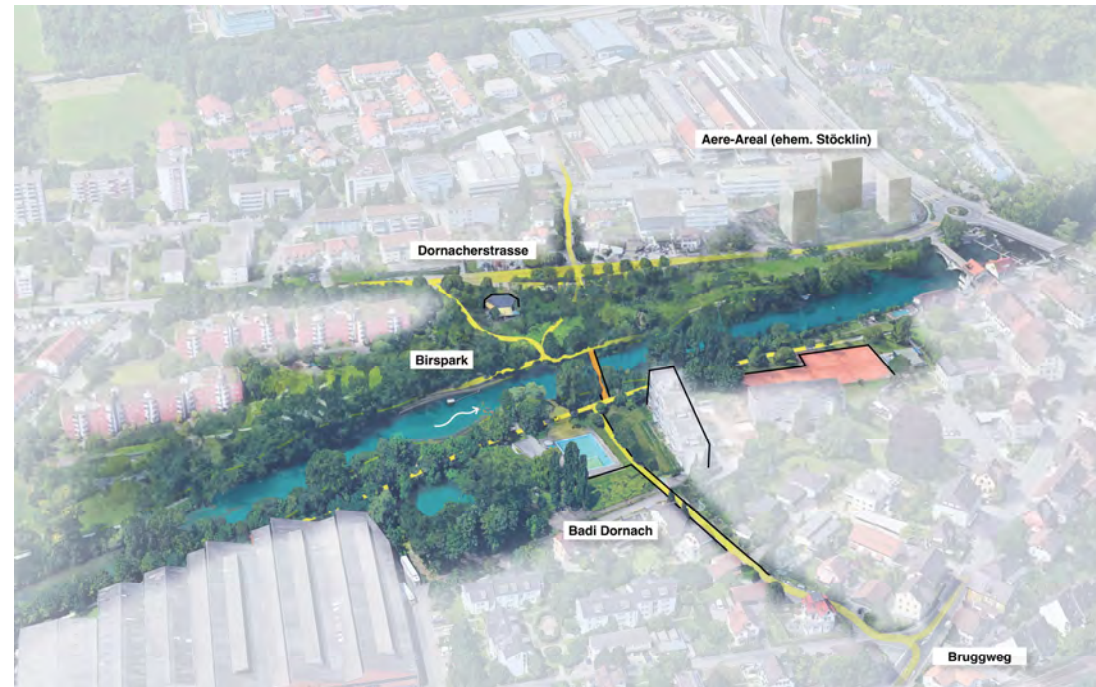 Aere-Areal (ehem. Stöcklin)
Dornacherstrasse
Birspark
Badi Dornach
Bruggweg